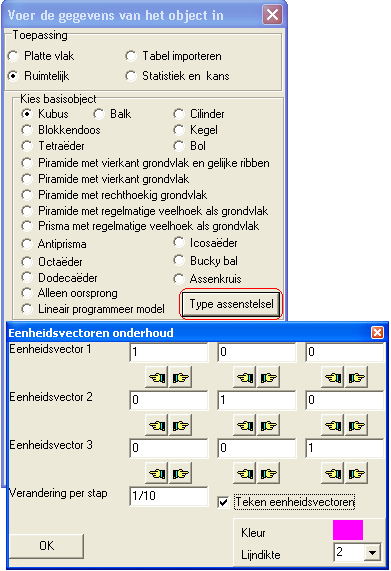 Voer de gegevens van het object in
Toepassing
Platte vlak
Tabel importeren
Ruimtelijk
Statistiek en kans
Kies basisobject
Kubus
Balk
Cilinder
Blokkendoos
Kegel
Tetraëder
Bol
Piramide met vierkant grondvlak en gelijke ribben
Piramide met vierkant grondvlak
Piramide met rechthoekig grondvlak
Piramide met regelmatige veelhoek als grondvlak
Prisma met regelmatige veelhoek als grondvlak
Antiprisma
Icosaëder
Octaëder
Bucky bal
Dodecaëder
Assenkruis
Alleen oorsprong
Lineair programmeer model
Type assenstelsel
Eenheidsvectoren onderhoud
Eenheidsvector 1
1
0
0
Eenheidsvector 2
0
1
0
Eenheidsvector 3
0
0
1
Verandering per stap
1/10
Teken eenheidsvectoren
Kleur
OK
Lijndikte
2